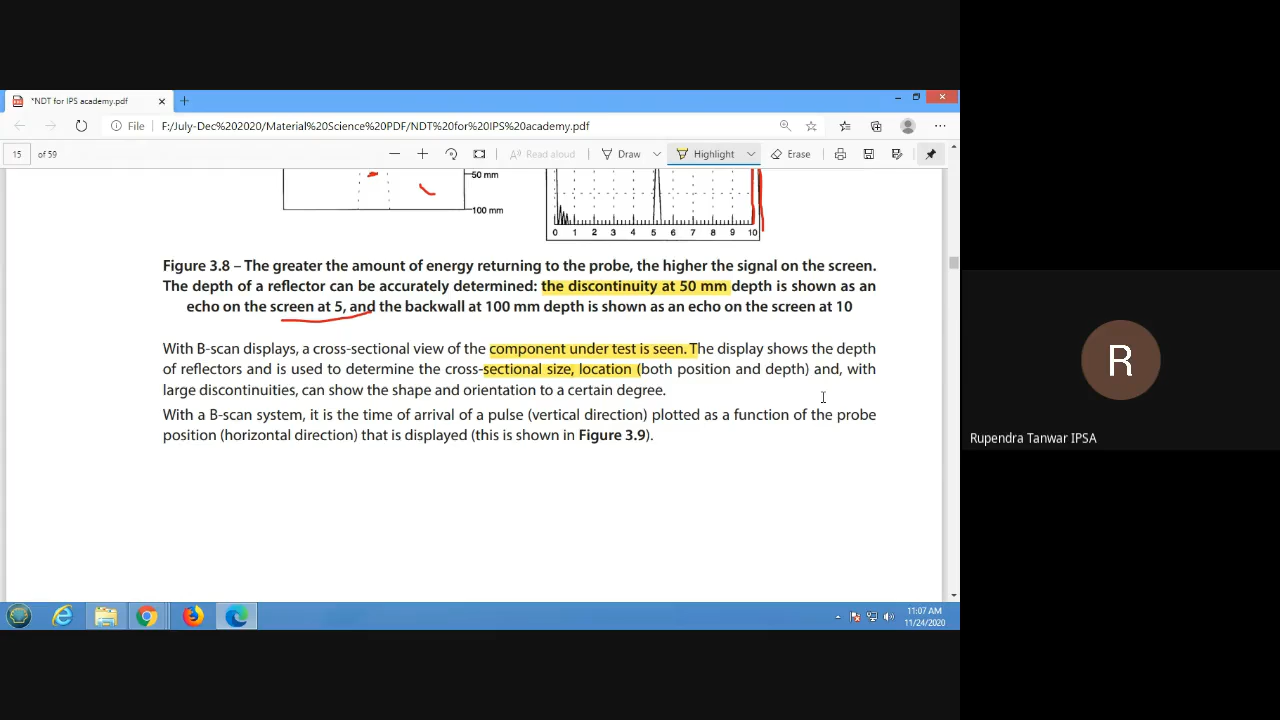 *NDT for IPS academy.pdf
File F:/July-Dec%202020/Material%20Science%20PDF/NDT%20for%20IPS%20academy.pdf
15 of 59 Read aloud Draw Highlight Erase
50 mm
100 mm
0 1 2 3 4 5 6 7 8 9 10
Figure 3.8 – The greater the amount of energy returning to the probe, the higher the signal on the screen.
The depth of a reflector can be accurately determined: the discontinuity at 50 mm depth is shown as an
echo on the screen at 5, and the backwall at 100 mm depth is shown as an echo on the screen at 10
With B-scan displays, a cross-sectional view of the component under test is seen. The display shows the depth
of reflectors and is used to determine the cross-sectional size, location (both position and depth) and, with
large discontinuities, can show the shape and orientation to a certain degree.
With a B-scan system, it is the time of arrival of a pulse (vertical direction) plotted as a function of the probe
position (horizontal direction) that is displayed (this is shown in Figure 3.9).
R
Rupendra Tanwar IPSA
11:07 AM
11/24/2020